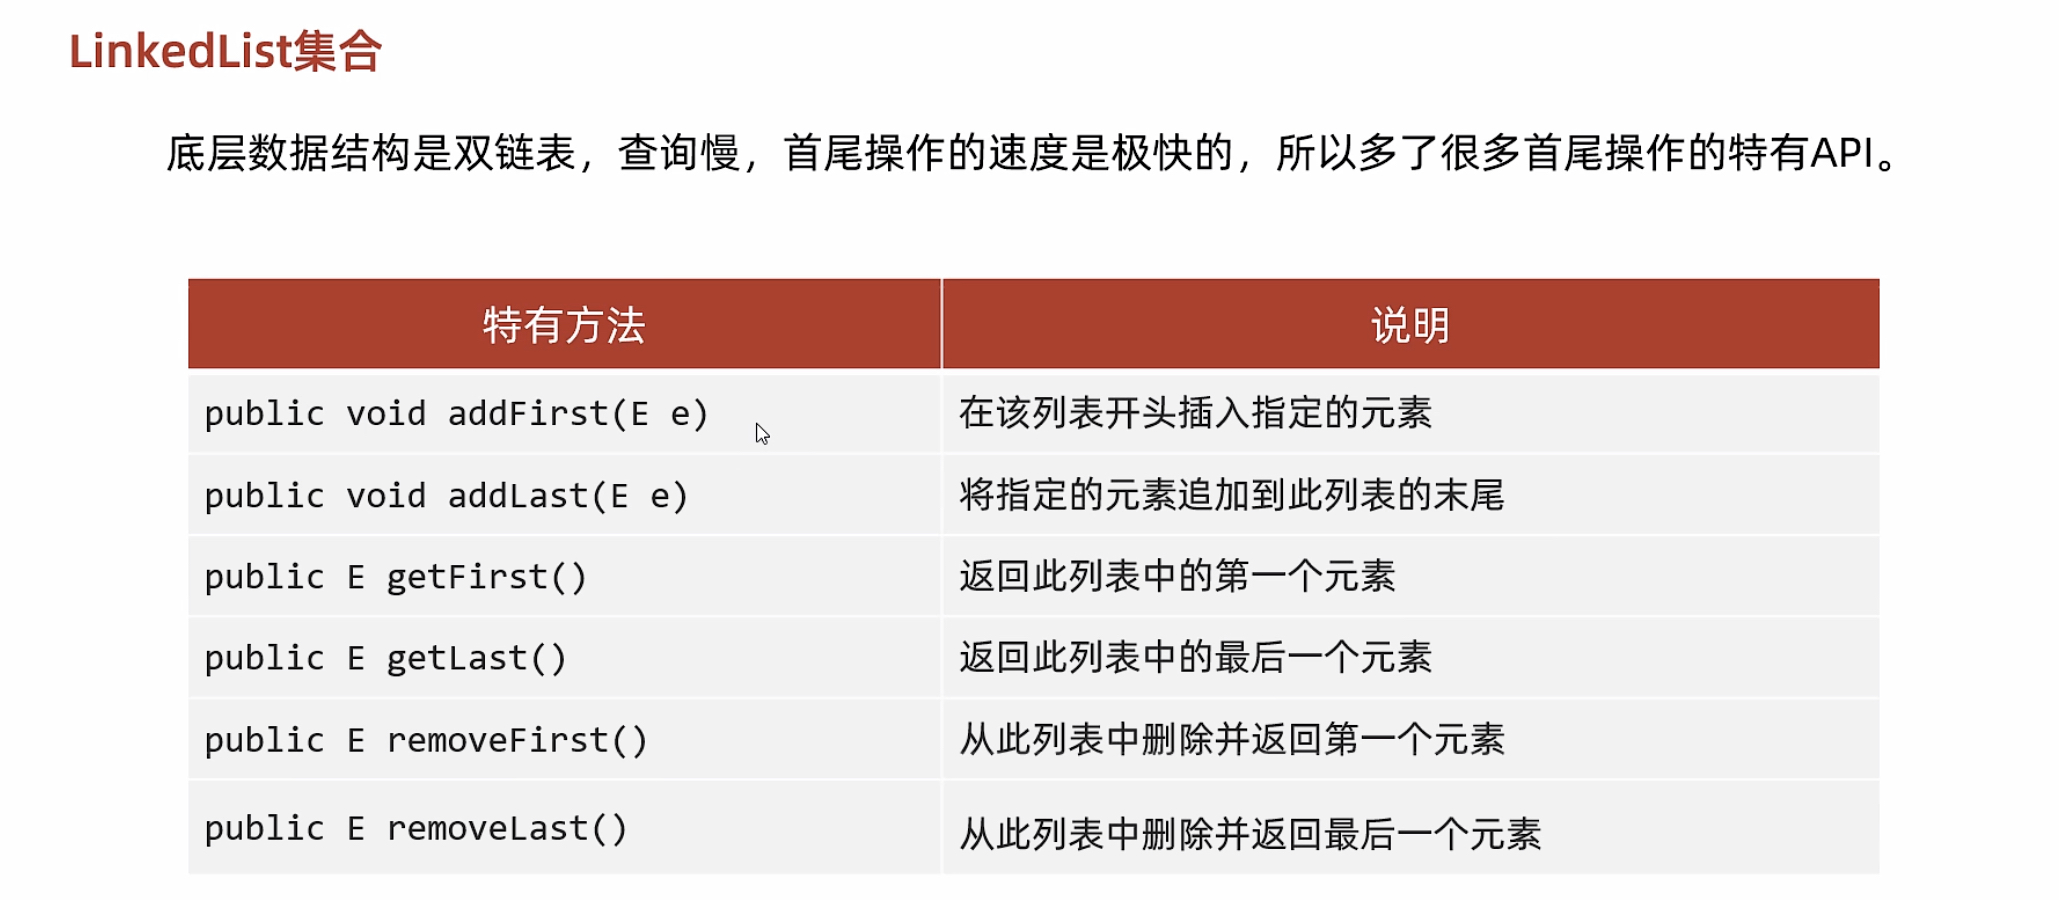 LinkedList集合
底层数据结构是双链表，查询慢，首尾操作的速度是极快的，所以多了很多首尾操作的特有API。
特有方法 说明
public void addFirst(E e) 在该列表开头插入指定的元素
public void addLast(E e) 将指定的元素追加到此列表的末尾
public E getFirst() 返回此列表中的第一个元素
public E getLast() 返回此列表中的最后一个元素
public E removeFirst() 从此列表中删除并返回第一个元素
public E removeLast() 从此列表中删除并返回最后一个元素